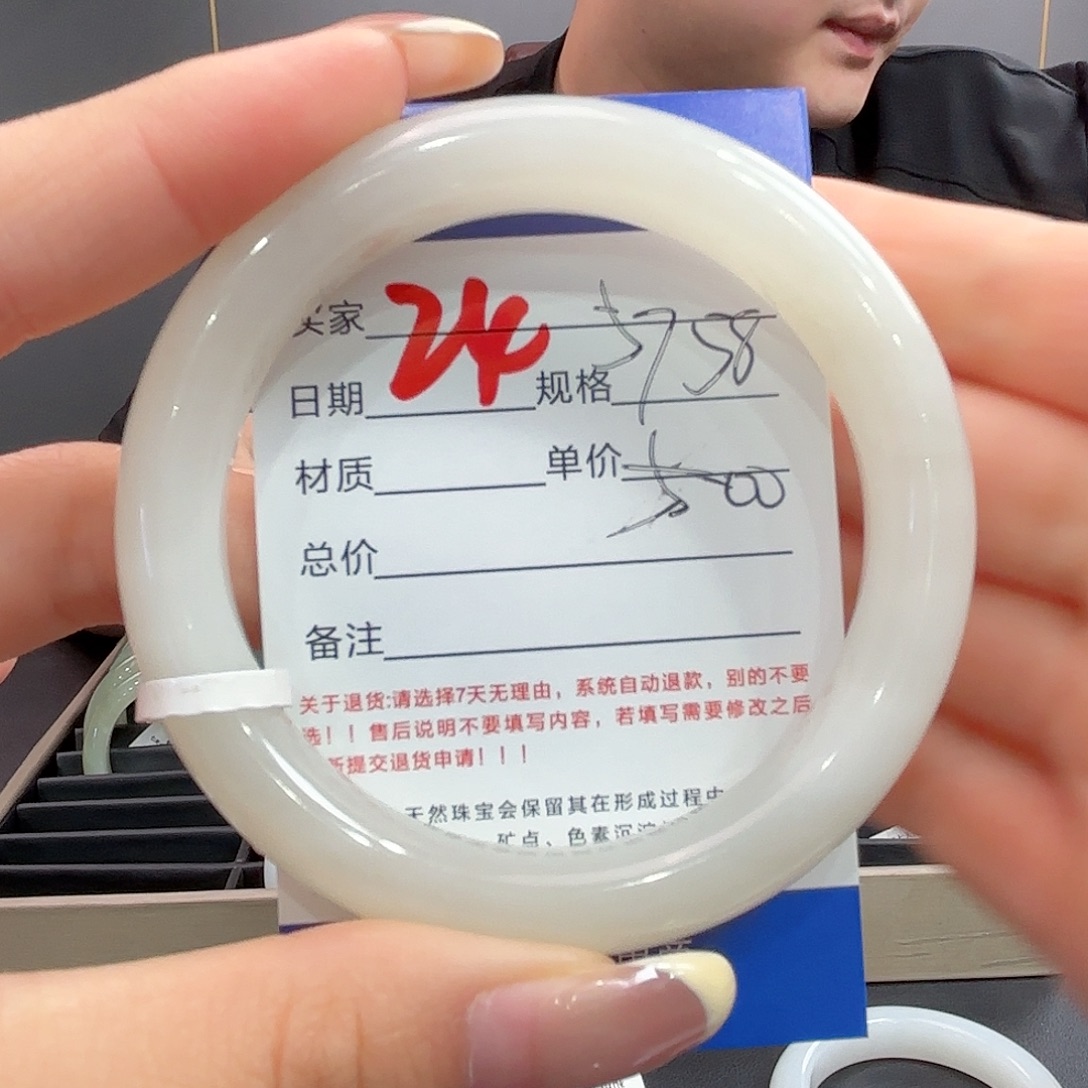 买家 24
日期 规格 5758
材质 单价 500
总价
备注
关于退货:请选择7天无理由，系统自动退款，别的不要
选！！售后说明不要填写内容，若填写需要修改之后
新提交退货申请！！！
天然珠宝会保留其在形成过程中
矿点、色素沉淀